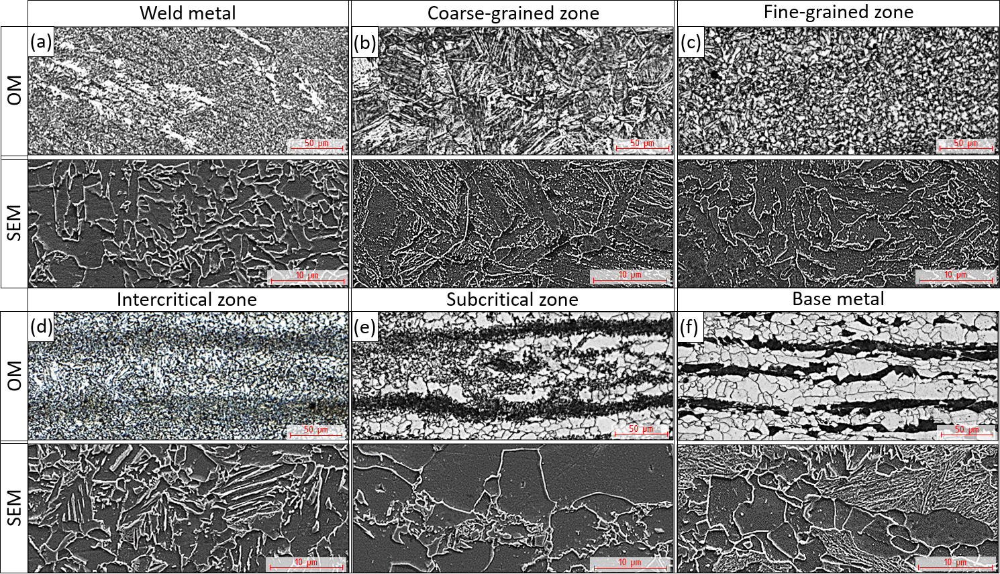 Weld metal
Coarse-grained zone
Fine-grained zone
OM
(a)
50 µm
(b)
50 µm
(c)
50 µm
SEM
10 µm
10 µm
10 µm
Intercritical zone
Subcritical zone
Base metal
OM
(d)
50 µm
(e)
50 µm
(f)
50 µm
SEM
10 µm
10 µm
10 µm